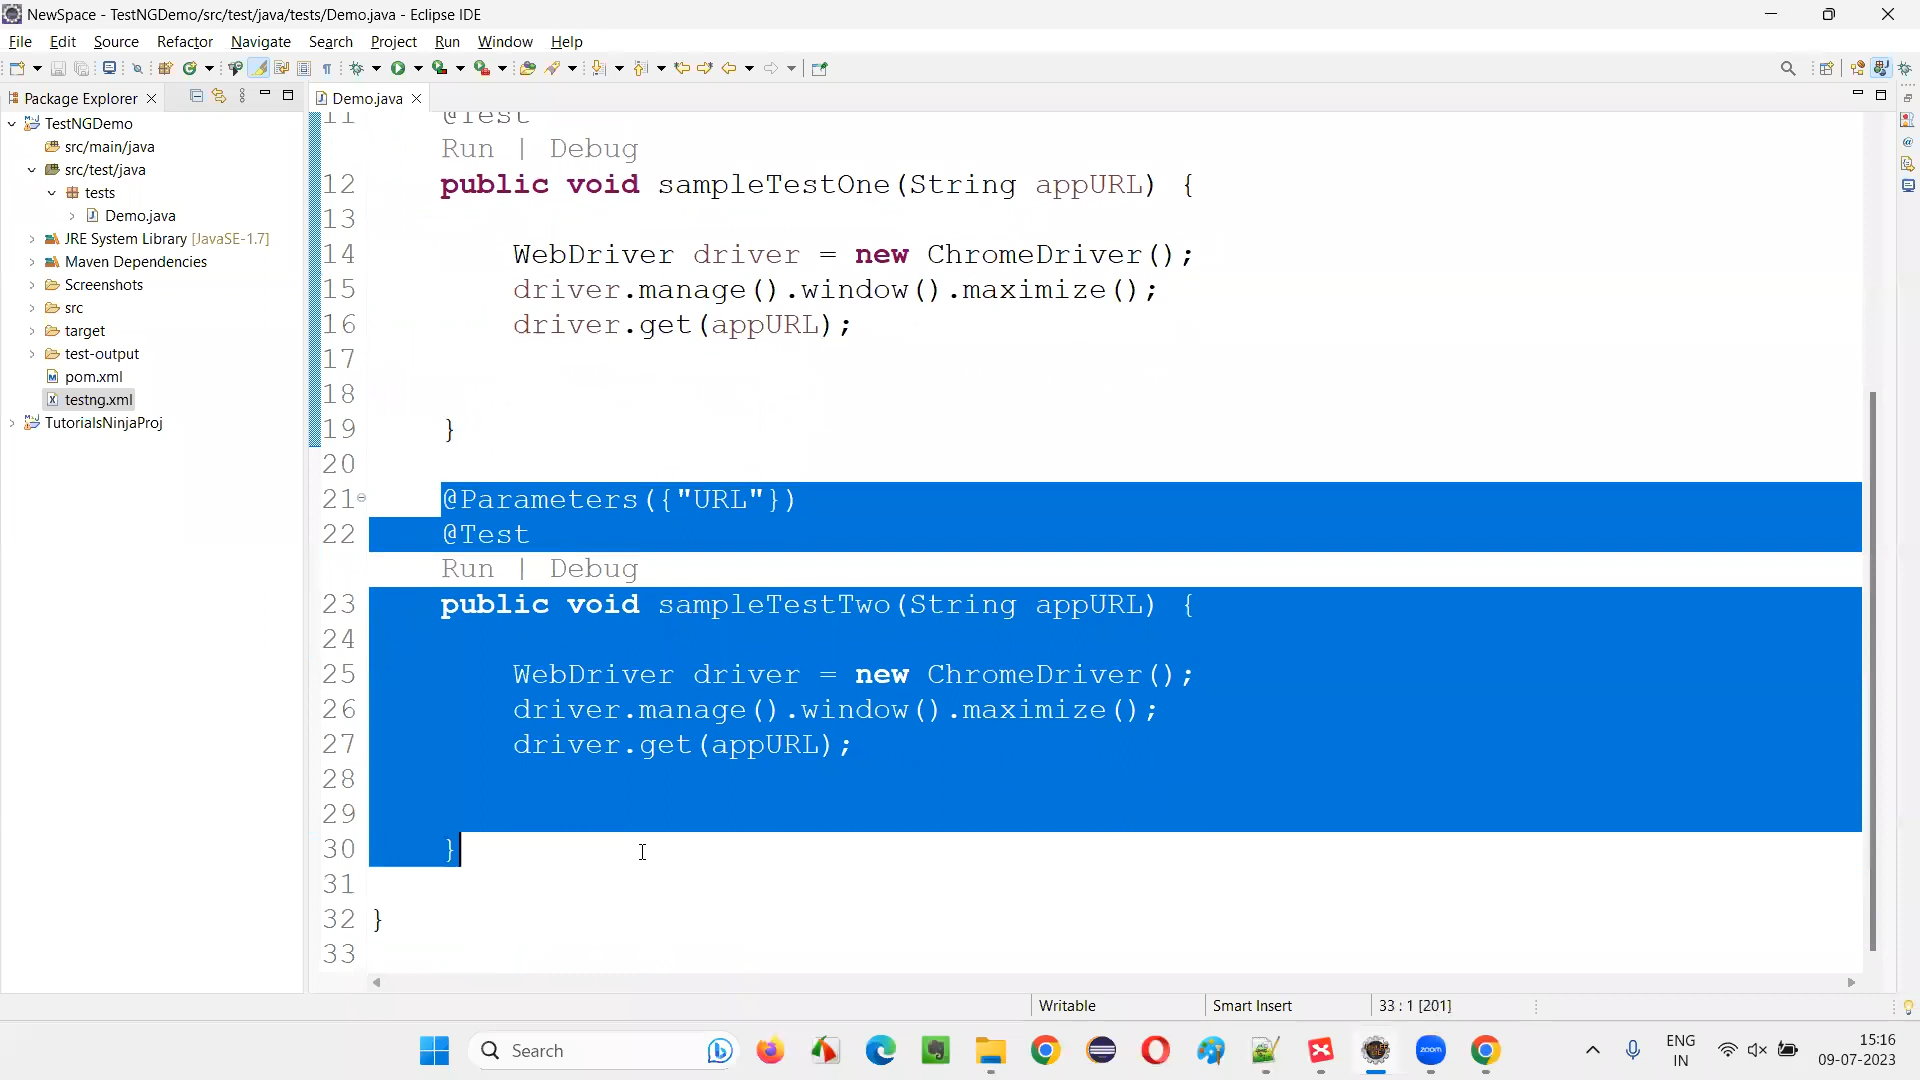 NewSpace - TestNGDemo/src/test/java/tests/Demo.java - Eclipse IDE
File Edit Source Refactor Navigate Search Project Run Window Help
Package Explorer
Demo.java
TestNGDemo
src/main/java
src/test/java
tests
Demo.java
JRE System Library [JavaSE-1.7]
Maven Dependencies
Screenshots
src
target
test-output
pom.xml
testng.xml
TutorialsNinjaProj
11 @Test
Run | Debug
12 public void sampleTestOne(String appURL) {
13
14 WebDriver driver = new ChromeDriver();
15 driver.manage().window().maximize();
16 driver.get(appURL);
17
18
19 }
20
21 @Parameters({"URL"})
22 @Test
Run | Debug
23 public void sampleTestTwo(String appURL) {
24
25 WebDriver driver = new ChromeDriver();
26 driver.manage().window().maximize();
27 driver.get(appURL);
28
29
30 }
31
32 }
33
Writable Smart Insert 33 : 1 [201]
Search
zoom
ENG
IN
15:16
09-07-2023